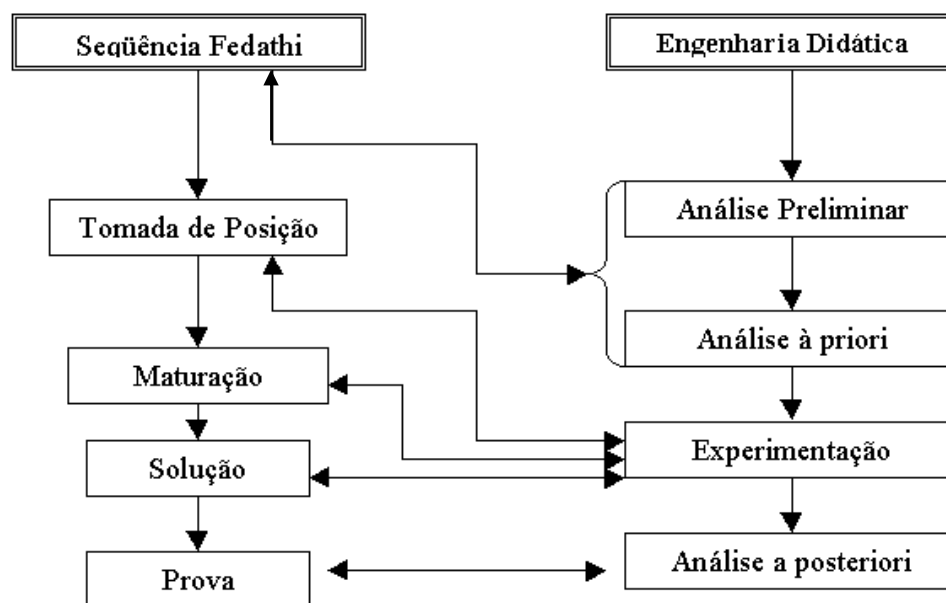 Seqüência Fedathi
Engenharia Didática
Tomada de Posição
Análise Preliminar
Maturação
Análise à priori
Solução
Experimentação
Prova
Análise a posteriori